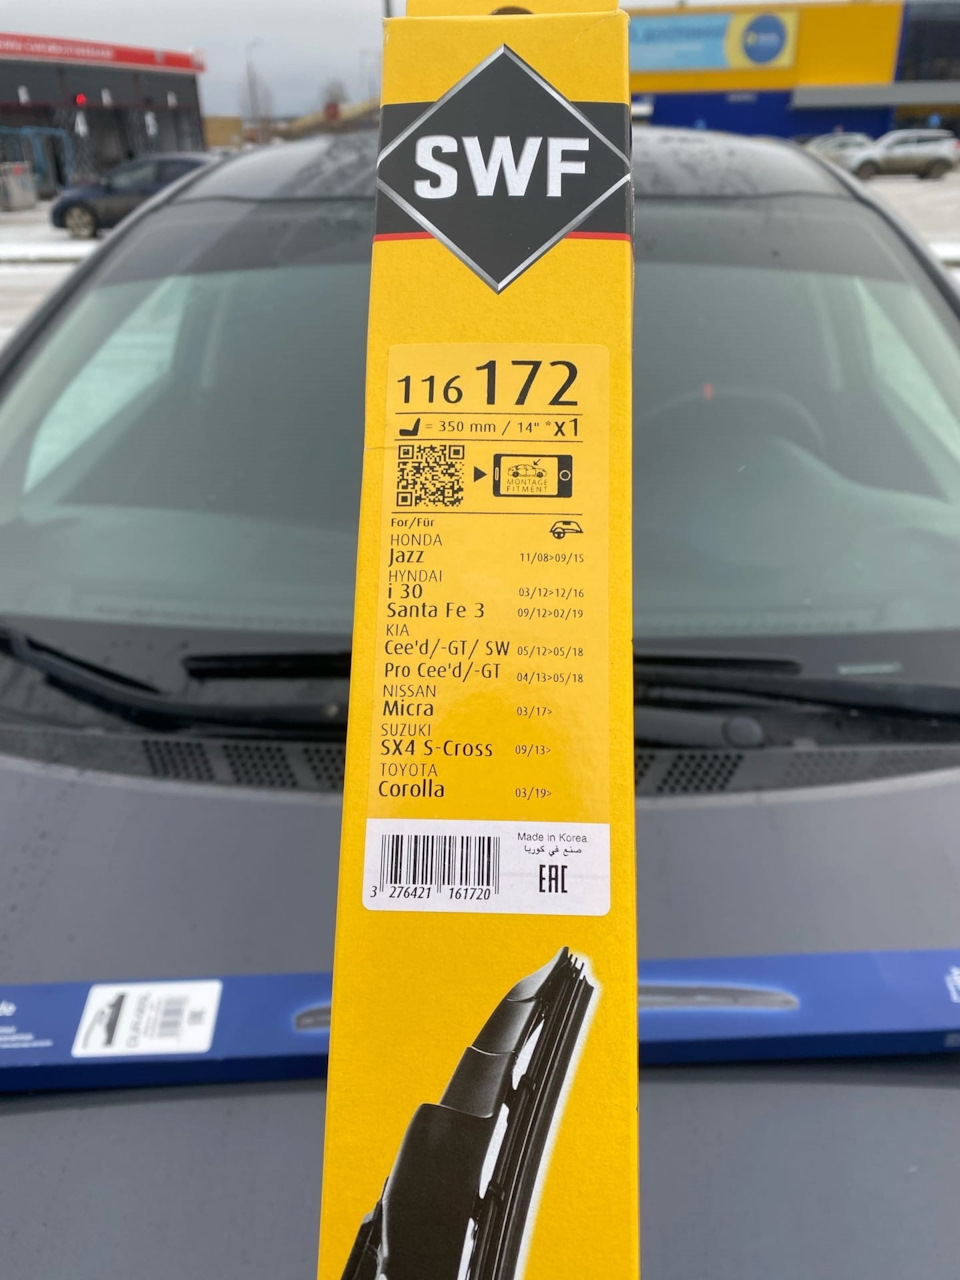 SWF
116 172
= 350 mm / 14" *x1
MONTAGE
FITMENT
For/Für
HONDA
Jazz 11/08>09/15
HYNDAI
i 30 03/12>12/16
Santa Fe 3 09/12>02/19
KIA
Cee'd/-GT/ SW 05/12>05/18
Pro Cee'd/-GT 04/13>05/18
NISSAN
Micra 03/17>
SUZUKI
SX4 S-Cross 09/13>
TOYOTA
Corolla 03/19>
Made in Korea
صنع في كوريا
EAC
3 276421 161720